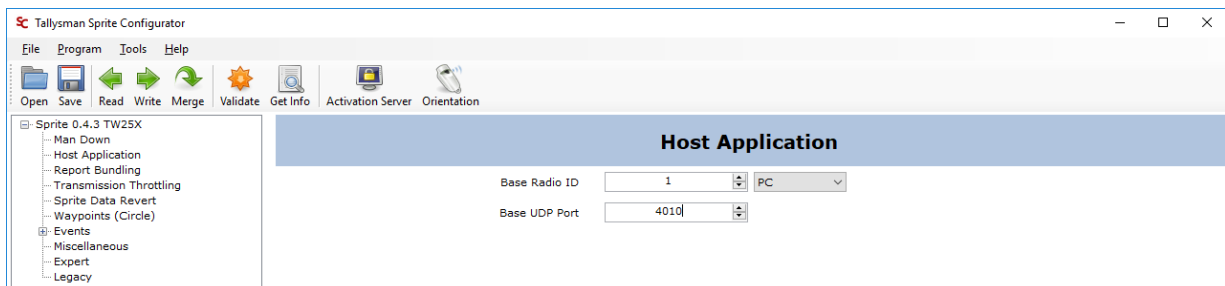 SC Tallysman Sprite Configurator
File Program Tools Help
Open Save Read Write Merge Validate Get Info Activation Server Orientation
Sprite 0.4.3 TW25X
Man Down
Host Application
Report Bundling
Transmission Throttling
Sprite Data Revert
Waypoints (Circle)
Events
Miscellaneous
Expert
Legacy
Host Application
Base Radio ID 1 PC
Base UDP Port 4010